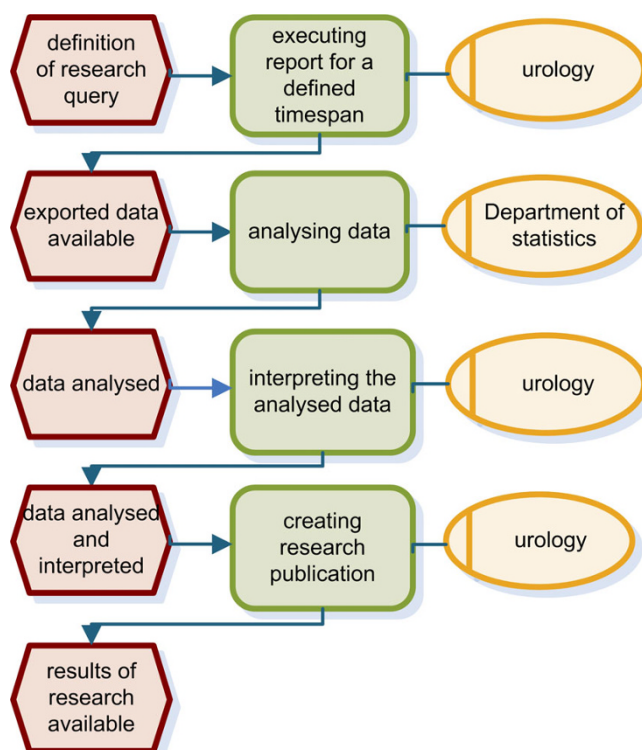 definition
of research
query
executing
report for a
defined
timespan
urology
exported data
available
analysing data
Department of
statistics
data analysed
interpreting the
analysed data
urology
data analysed
and
interpreted
creating
research
publication
urology
results of
research
available